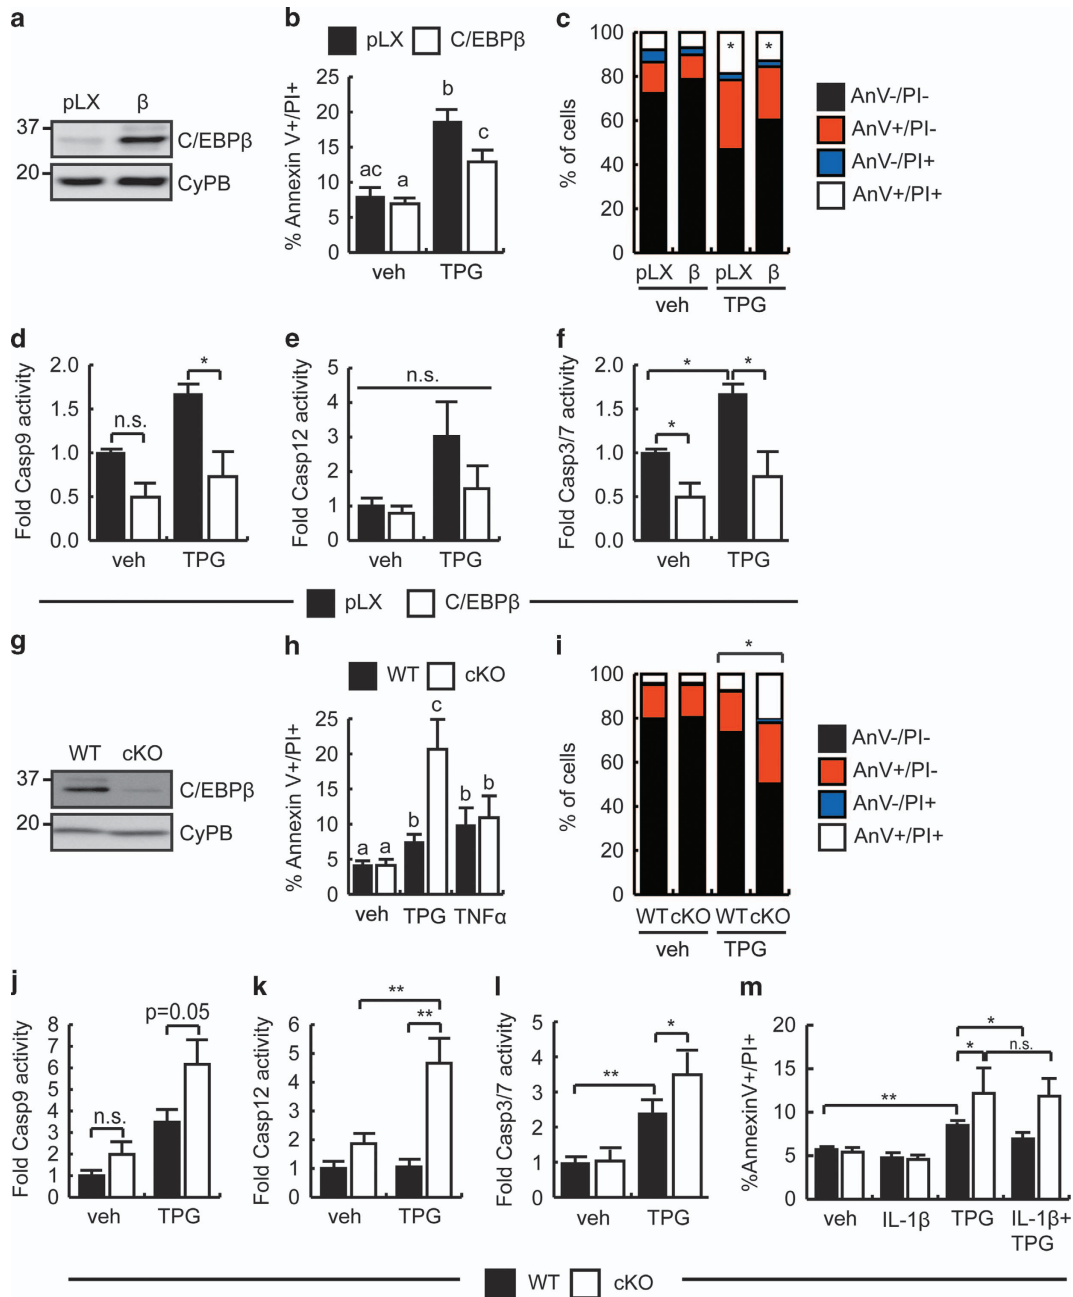 a
pLX β
37
C/EBPβ
20
CyPB
b
pLX C/EBPβ
% Annexin V+/PI+
25
20
15
10
5
0
ac a b c
veh TPG
c
% of cells
100
80
60
40
20
0
* *
pLX β pLX β
veh TPG
AnV-/PI-
AnV+/PI-
AnV-/PI+
AnV+/PI+
d
Fold Casp9 activity
2.0
1.5
1.0
0.5
0.0
n.s. *
veh TPG
e
Fold Casp12 activity
5
4
3
2
1
0
n.s.
veh TPG
f
Fold Casp3/7 activity
2.0
1.5
1.0
0.5
0.0
* * *
veh TPG
pLX C/EBPβ
g
WT cKO
37
C/EBPβ
20
CyPB
h
WT cKO
% Annexin V+/PI+
25
20
15
10
5
0
a a b c b b
veh TPG TNFα
i
% of cells
100
80
60
40
20
0
*
WT cKO WT cKO
veh TPG
AnV-/PI-
AnV+/PI-
AnV-/PI+
AnV+/PI+
j
Fold Casp9 activity
8
7
6
5
4
3
2
1
0
n.s. p=0.05
veh TPG
k
Fold Casp12 activity
6
5
4
3
2
1
0
**
**
veh TPG
l
Fold Casp3/7 activity
5
4
3
2
1
0
** *
veh TPG
m
%AnnexinV+/PI+
20
15
10
5
0
*
* n.s.
**
veh IL-1β TPG IL-1β+
TPG
WT cKO